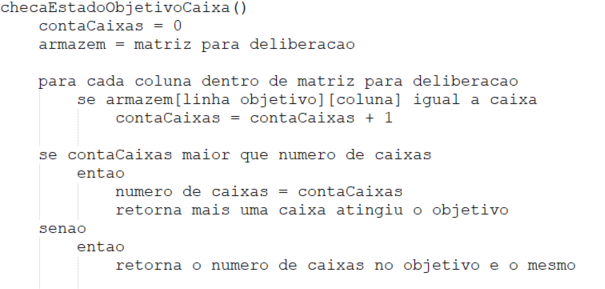 checaEstadoObjetivoCaixa()
    contaCaixas = 0
    armazem = matriz para deliberacao

    para cada coluna dentro de matriz para deliberacao
        se armazem[linha objetivo][coluna] igual a caixa
            contaCaixas = contaCaixas + 1

    se contaCaixas maior que numero de caixas
        entao
            numero de caixas = contaCaixas
            retorna mais uma caixa atingiu o objetivo
    senao
        entao
            retorna o numero de caixas no objetivo e o mesmo